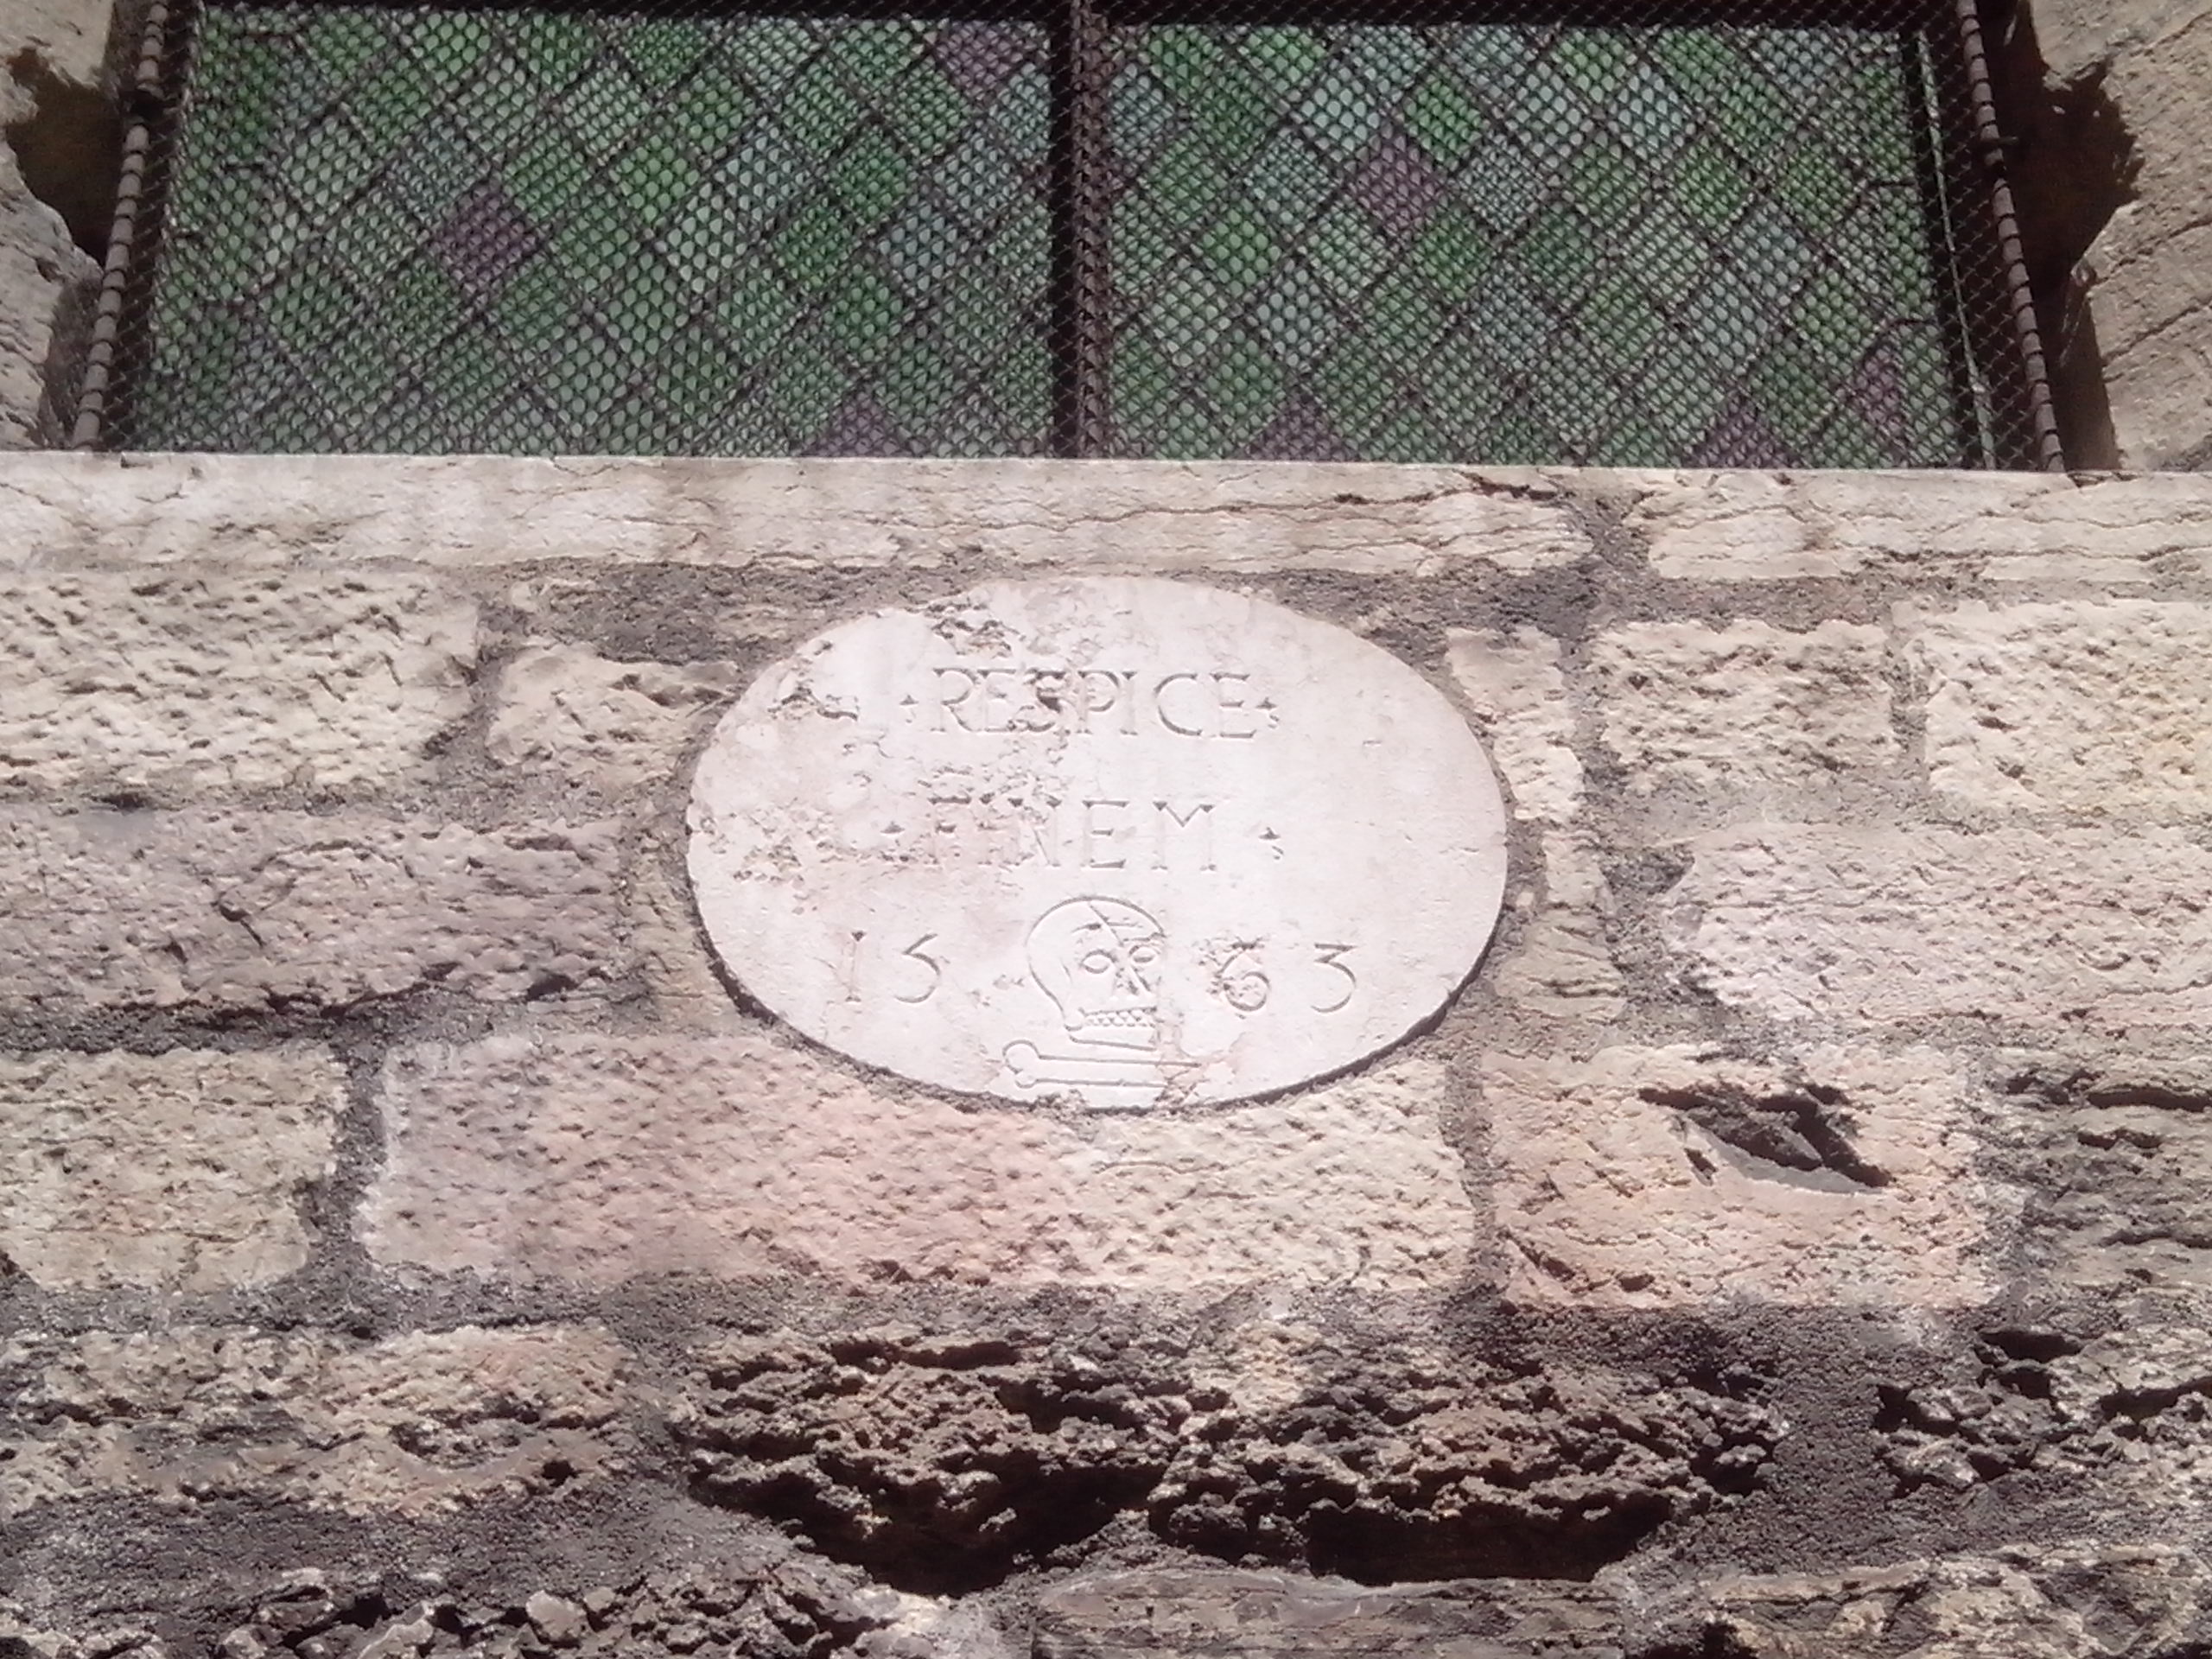 · RESPICE ·
· FINEM ·
15 63